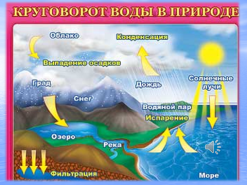 КРУГОВОРОТ ВОДЫ В ПРИРОДЕ
Облако
Конденсация
Выпадение осадков
Град
Дождь
Солнечные
лучи
Снег
Водяной пар
Испарение
Озеро
Река
Фильтрация
Море